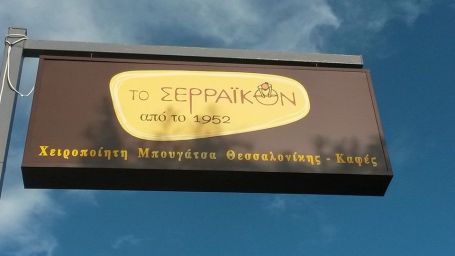 ΤΟ ΣΕΡΡΑΪΚΟΝ
από το 1952
Χειροποίητη Μπουγάτσα Θεσσαλονίκης - Καφές